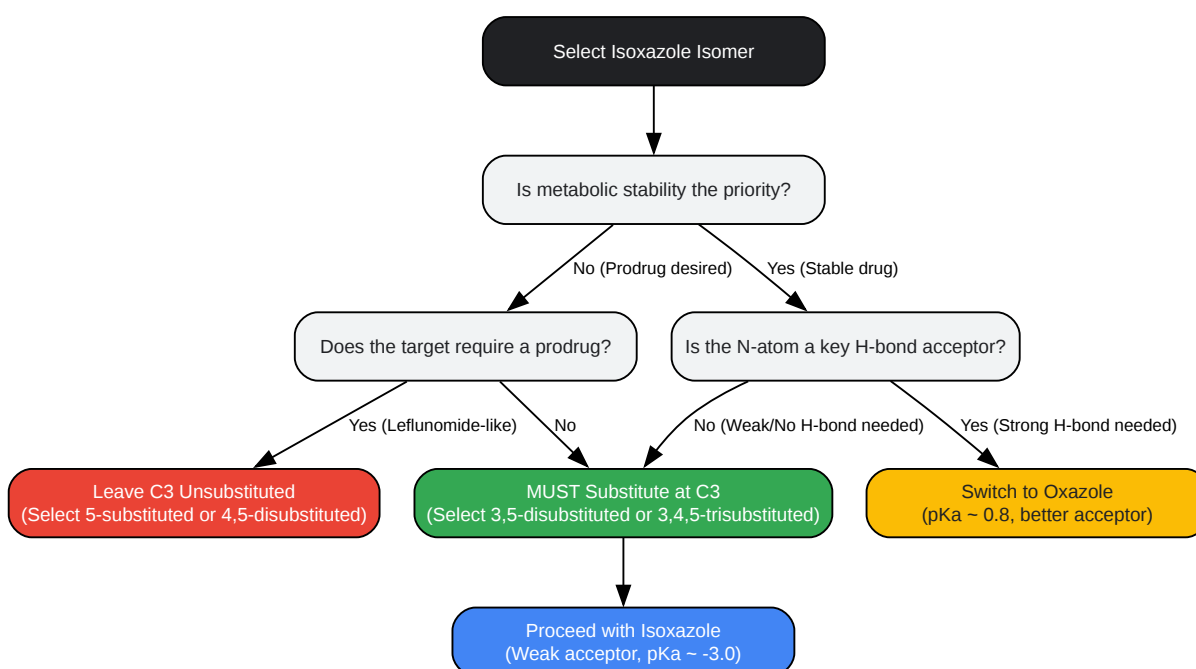 Select Isoxazole Isomer
Is metabolic stability the priority?
No (Prodrug desired)
Yes (Stable drug)
Does the target require a prodrug?
Is the N-atom a key H-bond acceptor?
Yes (Leflunomide-like)
No
No (Weak/No H-bond needed)
Yes (Strong H-bond needed)
Leave C3 Unsubstituted
(Select 5-substituted or 4,5-disubstituted)
MUST Substitute at C3
(Select 3,5-disubstituted or 3,4,5-trisubstituted)
Switch to Oxazole
(pKa ~ 0.8, better acceptor)
Proceed with Isoxazole
(Weak acceptor, pKa ~ -3.0)